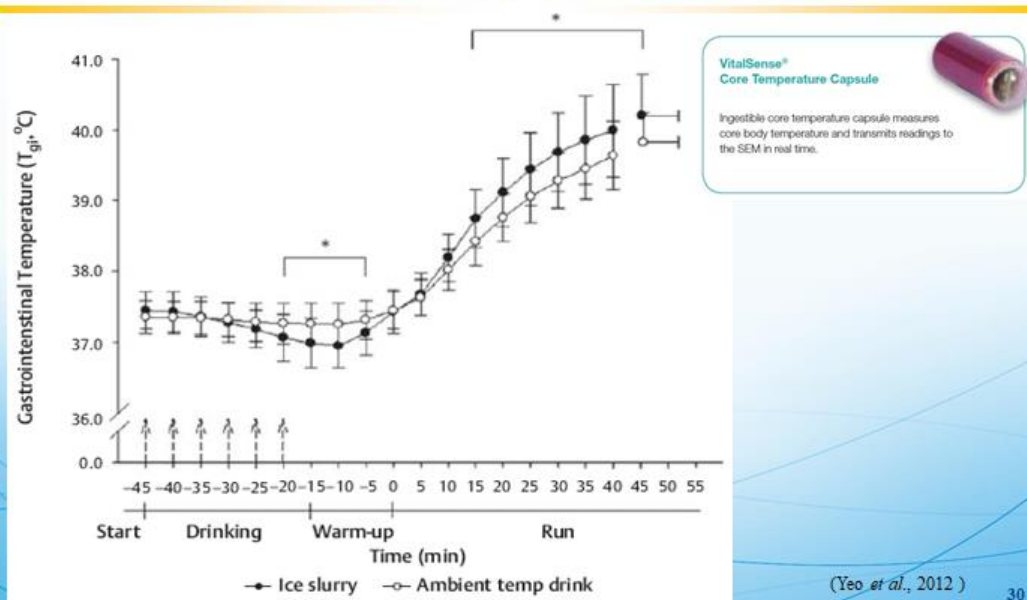 *
41.0
40.0
39.0
38.0
37.0
36.0
0.0
*
Gastrointenstinal Temperature (Tgi, °C)
–45 –40 –35 –30 –25 –20 –15 –10 –5 0 5 10 15 20 25 30 35 40 45 50 55
Start Drinking Warm-up Run
Time (min)
Ice slurry Ambient temp drink
VitalSense®
Core Temperature Capsule
Ingestible core temperature capsule measures
core body temperature and transmits readings to
the SEM in real time.
(Yeo et al., 2012 )
30